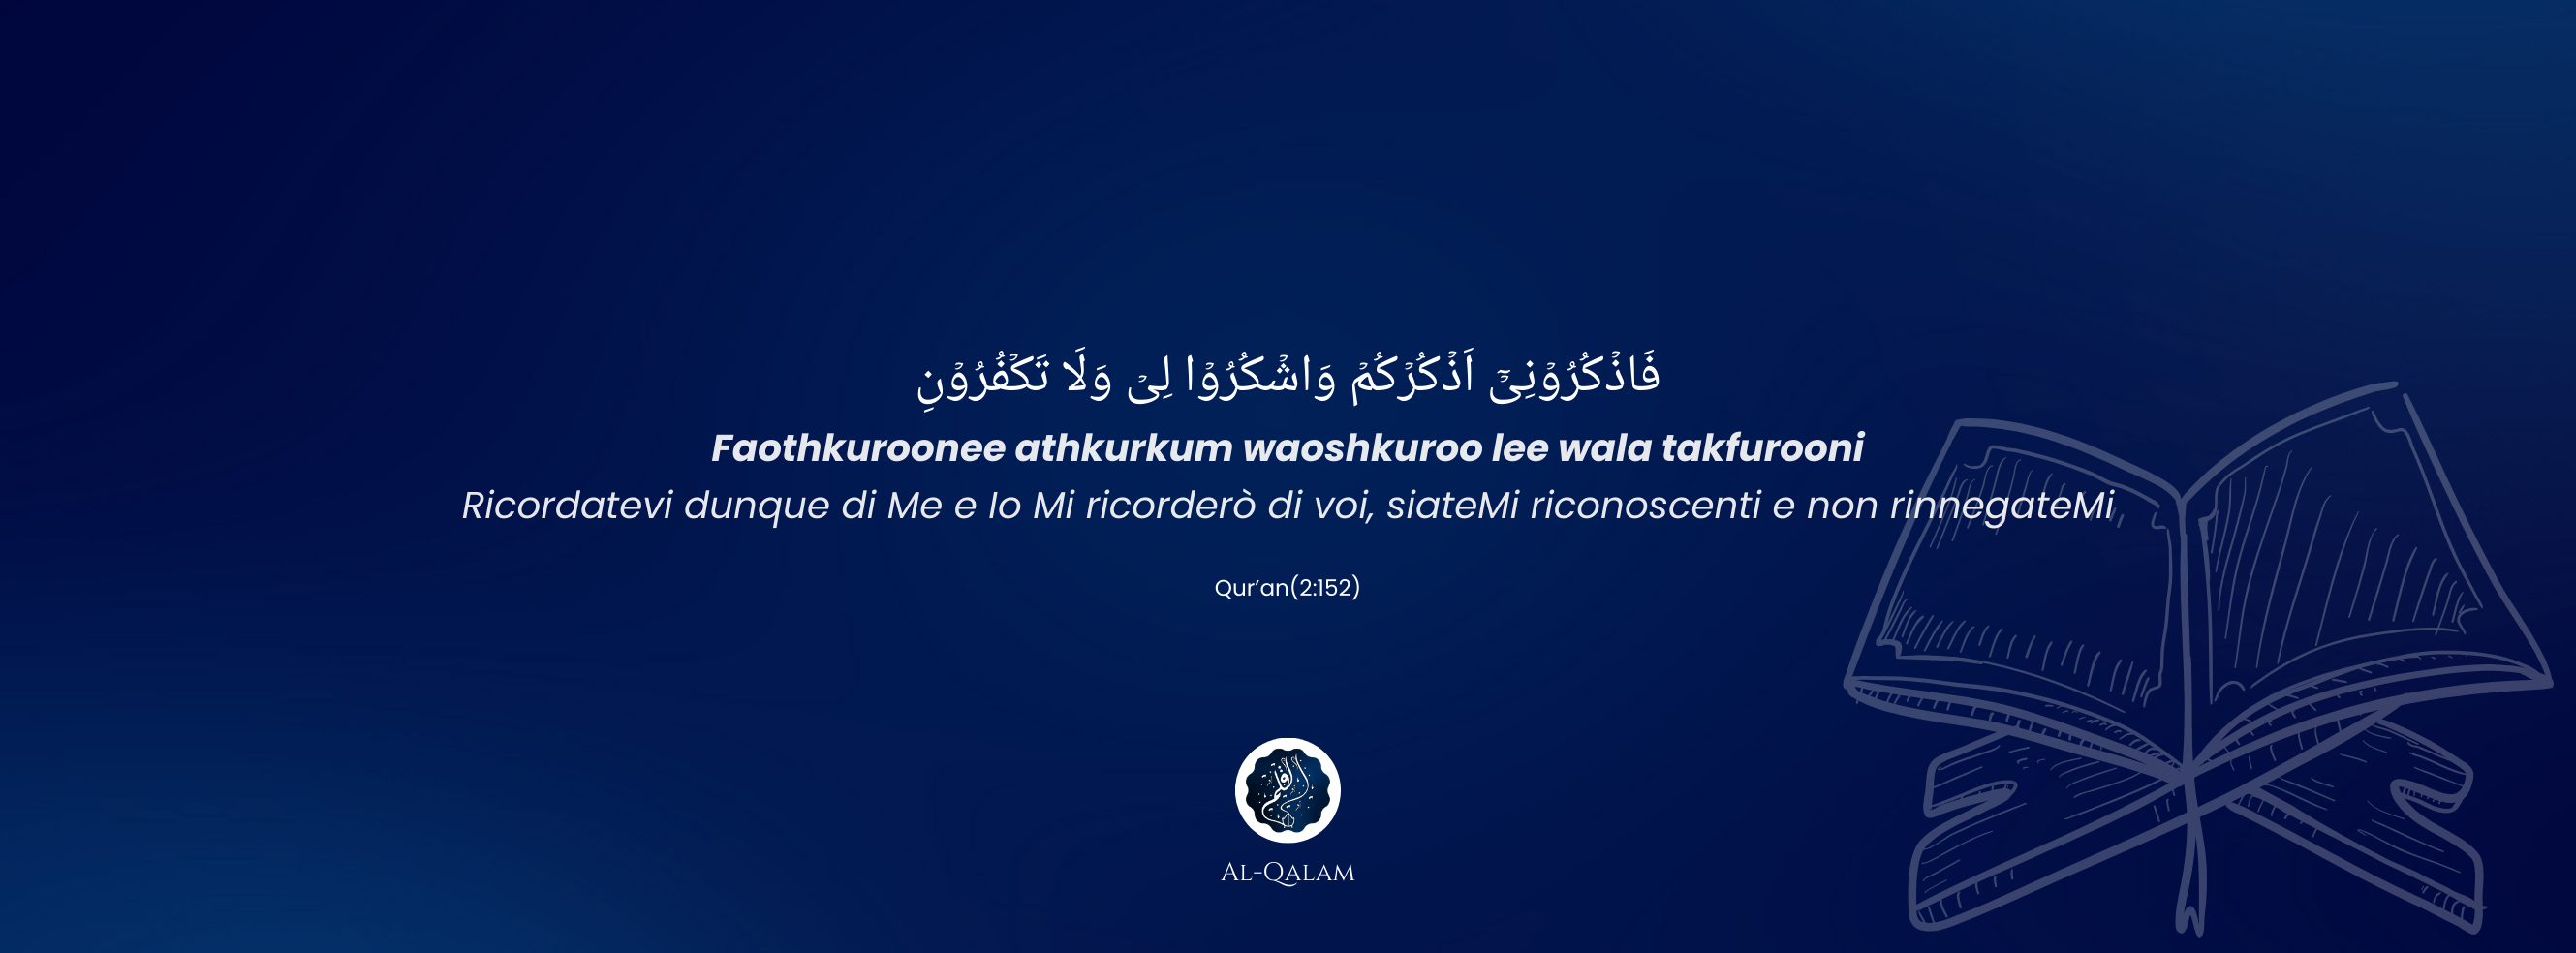 فَاذۡكُرُوۡنِىۡٓ اَذۡكُرۡكُمۡ وَاشۡکُرُوۡا لِىۡ وَلَا تَكۡفُرُوۡنِ
Faothkuroonee athkurkum waoshkuroo lee wala takfurooni
Ricordatevi dunque di Me e Io Mi ricorderò di voi, siateMi riconoscenti e non rinnegateMi
Qur’an(2:152)
القلم
AL-QALAM